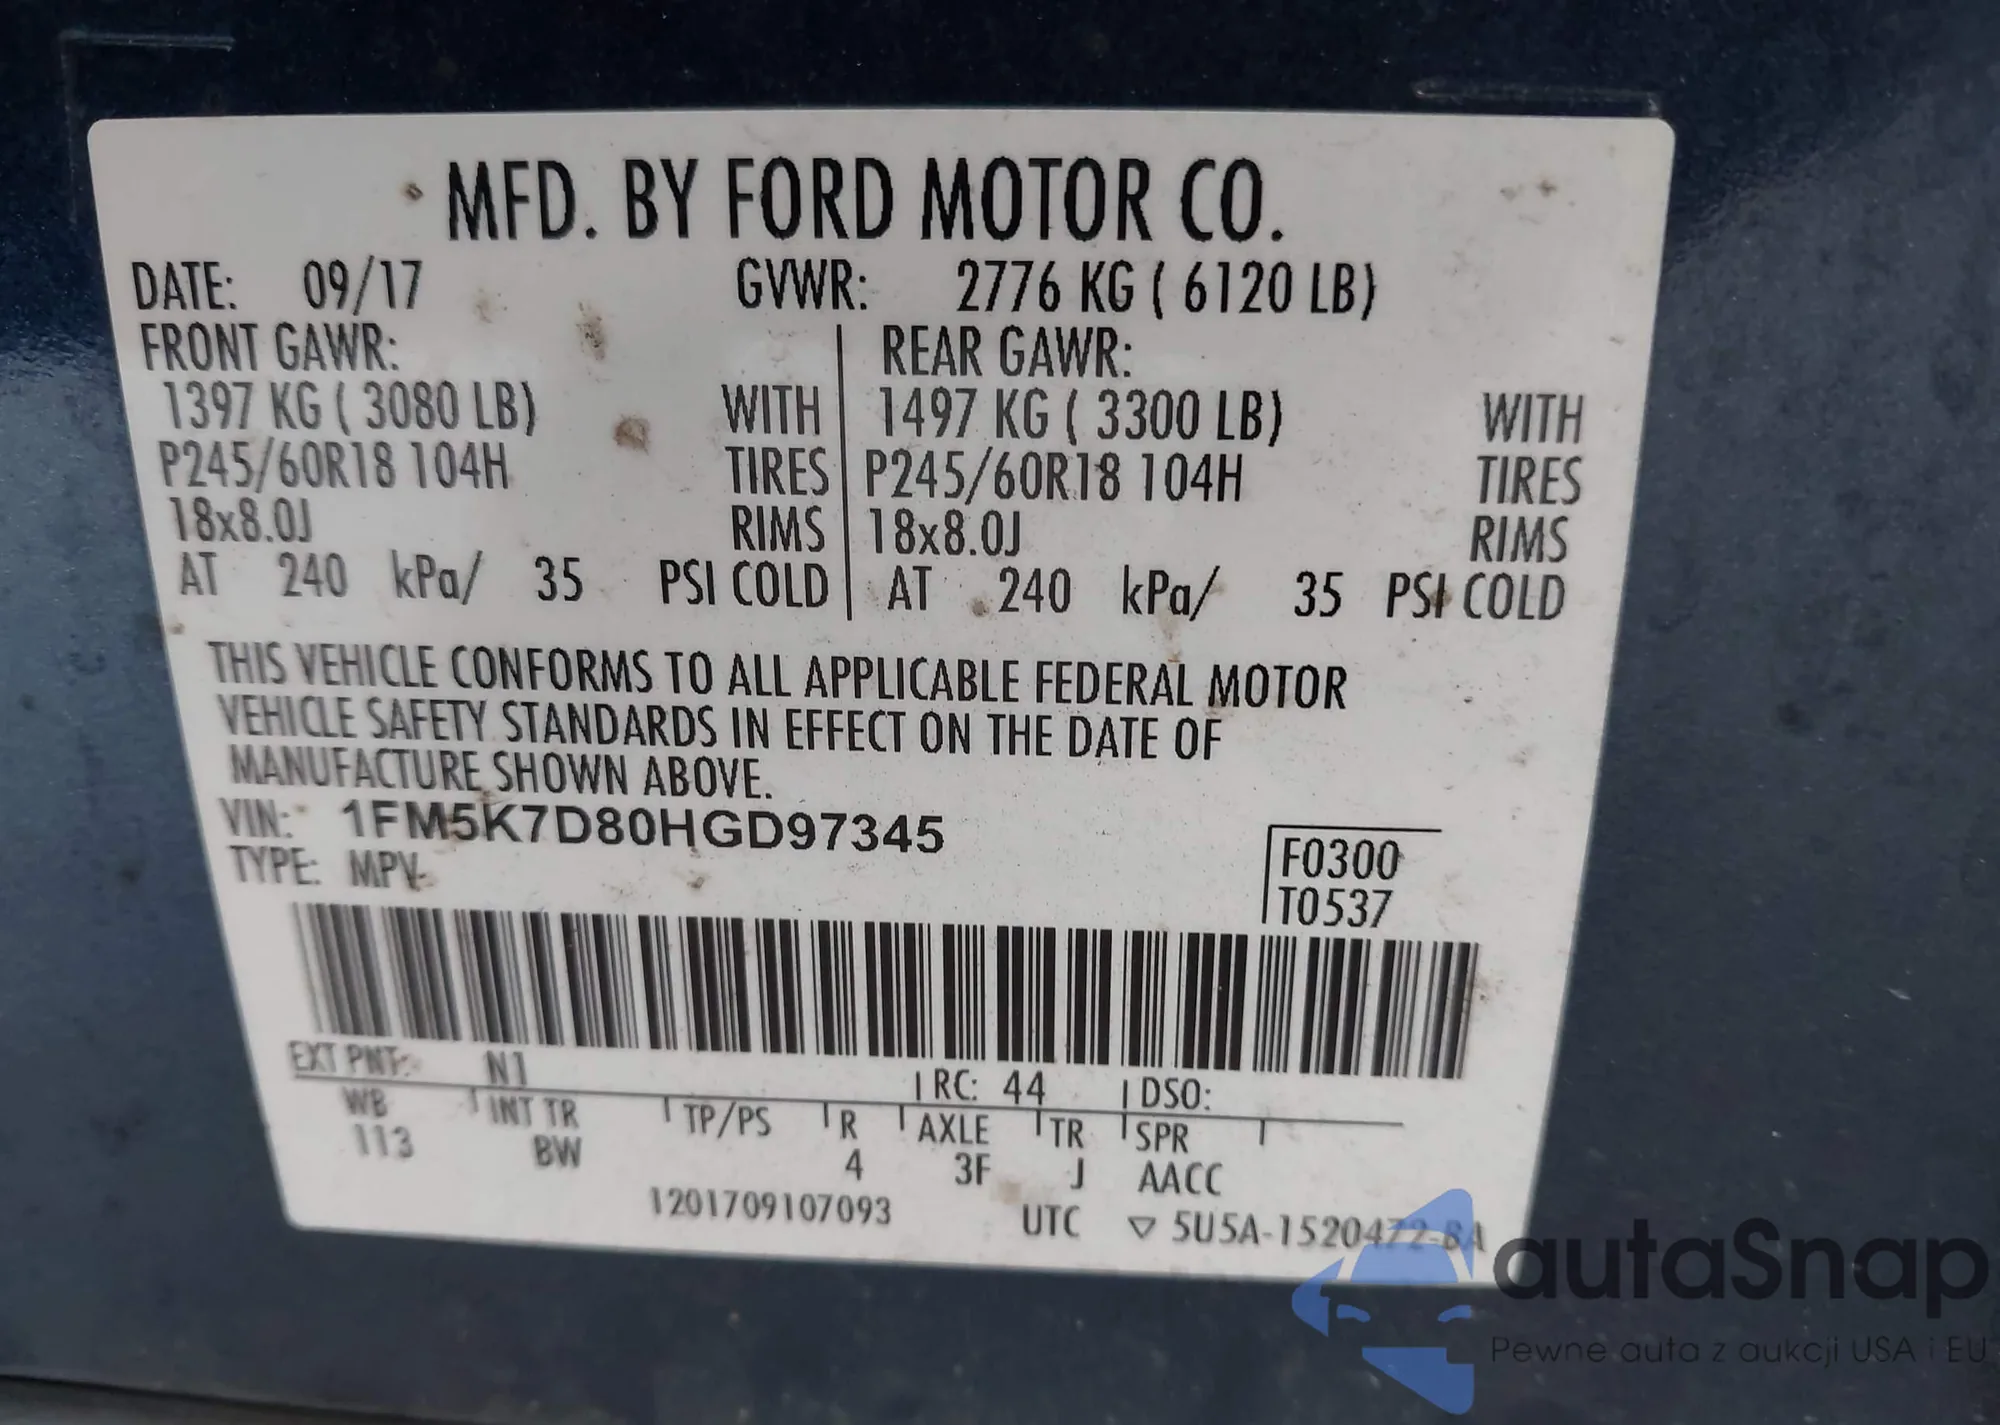 MFD. BY FORD MOTOR CO.
DATE: 09/17 GVWR: 2776 KG ( 6120 LB)
FRONT GAWR: REAR GAWR:
1397 KG ( 3080 LB) WITH 1497 KG ( 3300 LB) WITH
P245/60R18 104H TIRES P245/60R18 104H TIRES
18x8.0J RIMS 18x8.0J RIMS
AT 240 kPa/ 35 PSI COLD AT 240 kPa/ 35 PSI COLD
THIS VEHICLE CONFORMS TO ALL APPLICABLE FEDERAL MOTOR
VEHICLE SAFETY STANDARDS IN EFFECT ON THE DATE OF
MANUFACTURE SHOWN ABOVE.
VIN: 1FM5K7D80HGD97345
TYPE: MPV
F0300
T0537
EXT PNT: N1 RC: 44 DSO:
WB INT TR TP/PS R AXLE TR SPR
113 BW 4 3F J AACC
1201709107093 UTC ▽ 5U5A-1520472-BA
autaSnap
Pewne auta z aukcji USA i EU